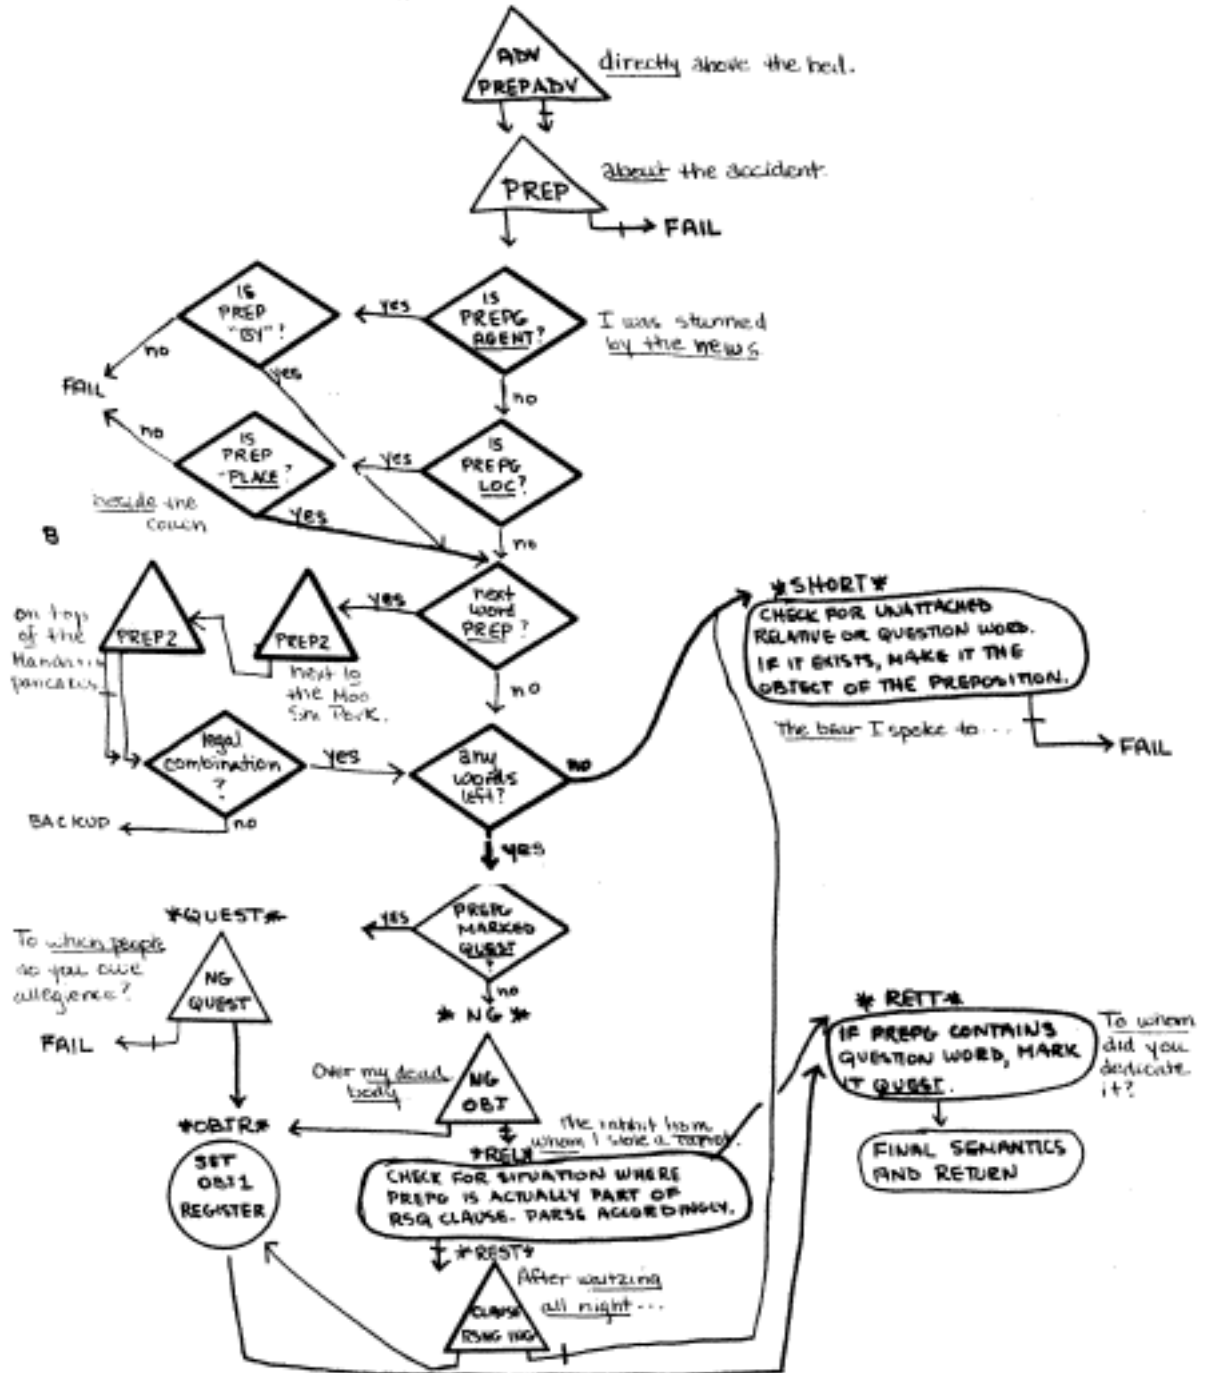 ADV
PREPADV
directly above the bed.
PREP
about the accident.
FAIL
IS
PREP
"BY"?
yes
IS
PREPG
AGENT?
I was stunned
by the news
no
FAIL
yes
no
no
IS
PREP
PLACE?
yes
IS
PREPG
LOC?
beside the
couch
yes
no
B
on top
of the
Mandarin
pancakes
PREP2
PREP2
yes
next
word
PREP?
next to
the Moo
Shu Pork.
no
*SHORT*
CHECK FOR UNATTACHED
RELATIVE OR QUESTION WORD.
IF IT EXISTS, MAKE IT THE
OBJECT OF THE PREPOSITION.
The bear I spoke to...
FAIL
legal
combination
?
yes
any
words
left?
no
BACKUP
no
yes
*QUEST*
To which people
do you owe
allegience?
NG
QUEST
FAIL
yes
PREPG
MARKED
QUEST
?
no
* NG *
Over my dead
body
NG
OBJ
The rabbit from
whom I stole a
* RETT *
IF PREPG CONTAINS
QUESTION WORD, MARK
IT QUEST.
To whom
did you
dedicate
it?
FINAL SEMANTICS
AND RETURN
*OBJR*
SET
OBJ1
REGISTER
*REL*
CHECK FOR SITUATION WHERE
PREPG IS ACTUALLY PART OF
RSQ CLAUSE. PARSE ACCORDINGLY.
*REST*
After waltzing
all night...
CLAUSE
RSNG ING